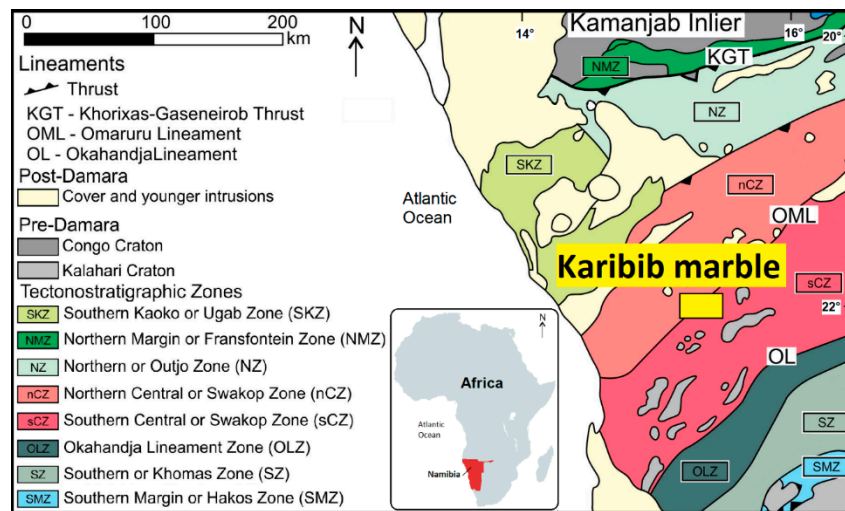 0 100 200
km
N
Lineaments
Thrust
KGT - Khorixas-Gaseneirob Thrust
OML - Omaruru Lineament
OL - OkahandjaLineament
Post-Damara
Cover and younger intrusions
Pre-Damara
Congo Craton
Kalahari Craton
Tectonostratigraphic Zones
SKZ Southern Kaoko or Ugab Zone (SKZ)
NMZ Northern Margin or Fransfontein Zone (NMZ)
NZ Northern or Outjo Zone (NZ)
nCZ Northern Central or Swakop Zone (nCZ)
sCZ Southern Central or Swakop Zone (sCZ)
OLZ Okahandja Lineament Zone (OLZ)
SZ Southern or Khomas Zone (SZ)
SMZ Southern Margin or Hakos Zone (SMZ)
14°
Kamanjab Inlier
16°
20°
NMZ
KGT
NZ
SKZ
Atlantic
Ocean
nCZ
OML
Karibib marble
sCZ
22°
OL
SZ
OLZ
SMZ
N
Africa
Atlantic
Ocean
Namibia